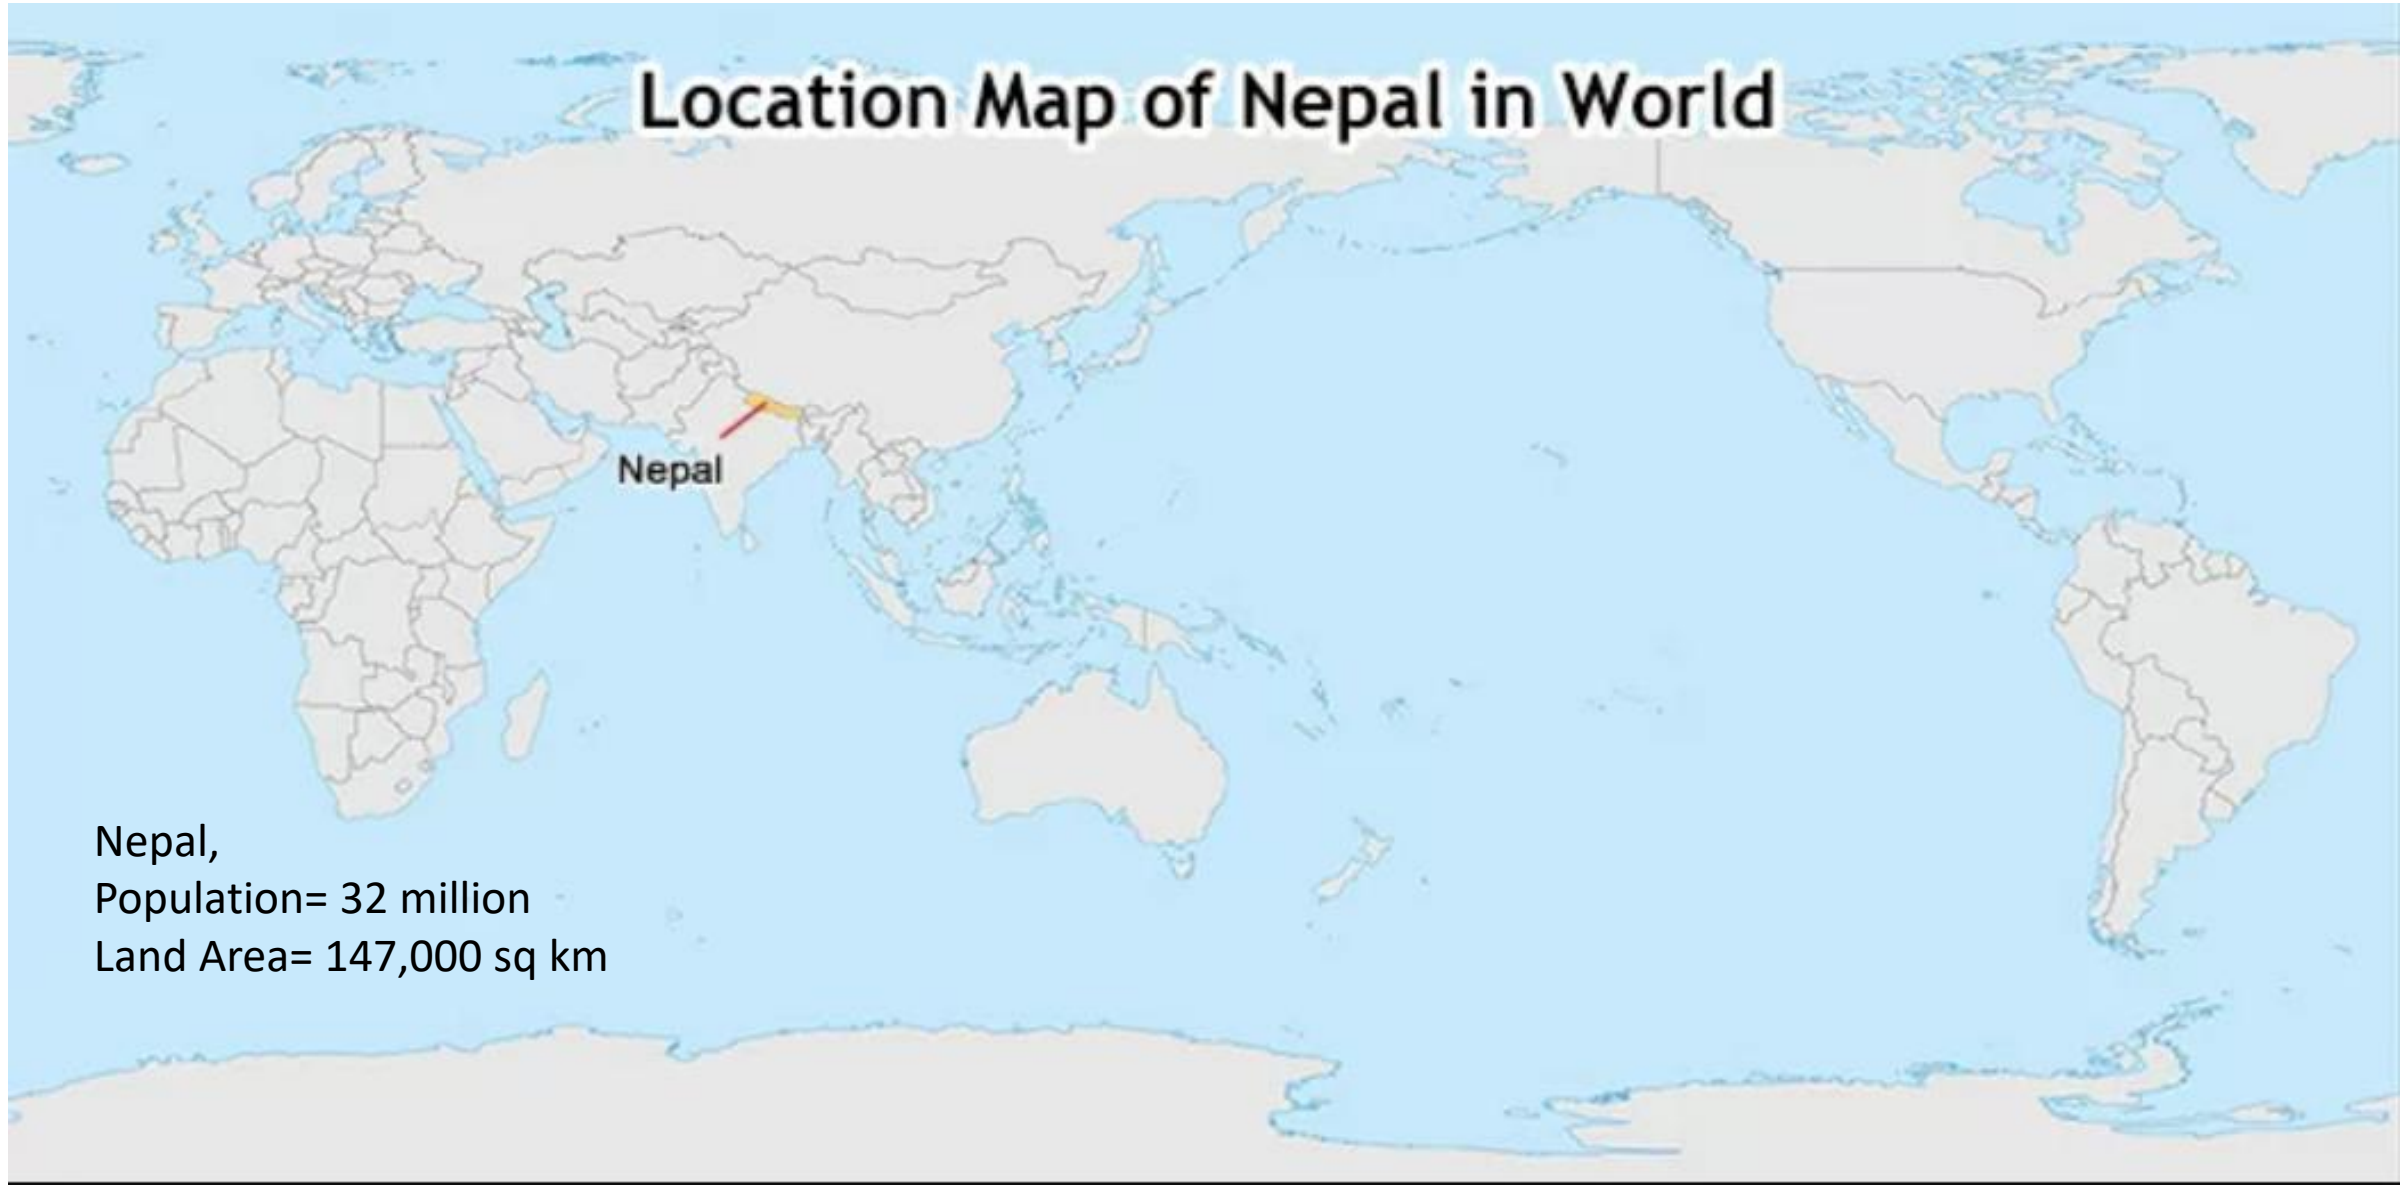 Location Map of Nepal in World
Nepal
Nepal,
Population= 32 million
Land Area= 147,000 sq km